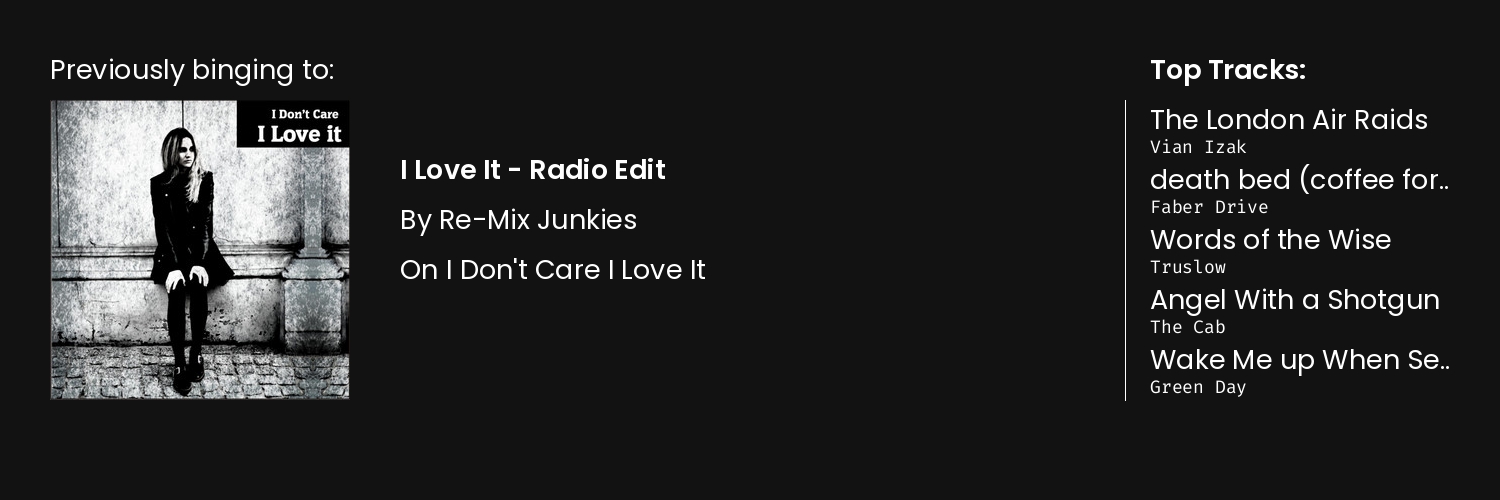 Previously binging to:
I Don't Care
I Love it
I Love It - Radio Edit
By Re-Mix Junkies
On I Don't Care I Love It
Top Tracks:
The London Air Raids
Vian Izak
death bed (coffee for..
Faber Drive
Words of the Wise
Truslow
Angel With a Shotgun
The Cab
Wake Me up When Se..
Green Day